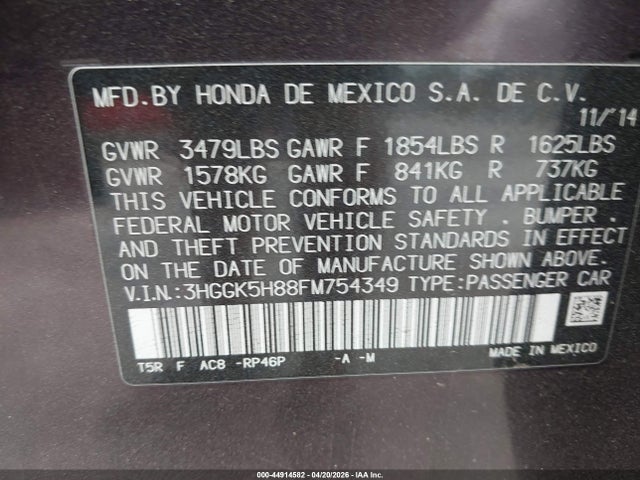 MFD.BY HONDA DE MEXICO S.A. DE C.V.
11/'14
GVWR 3479LBS GAWR F 1854LBS R 1625LBS
GVWR 1578KG GAWR F 841KG R 737KG
THIS VEHICLE CONFORMS TO ALL APPLICABLE
FEDERAL MOTOR VEHICLE SAFETY . BUMPER .
AND THEFT PREVENTION STANDARDS IN EFFECT
ON THE DATE OF MANUFACTURE SHOWN ABOVE.
V.I.N.:3HGGK5H88FM754349 TYPE:PASSENGER CAR
T5R F AC8 -RP46P -A -M
MADE IN MEXICO
000-44914582 - 04/20/2026 - IAA Inc.